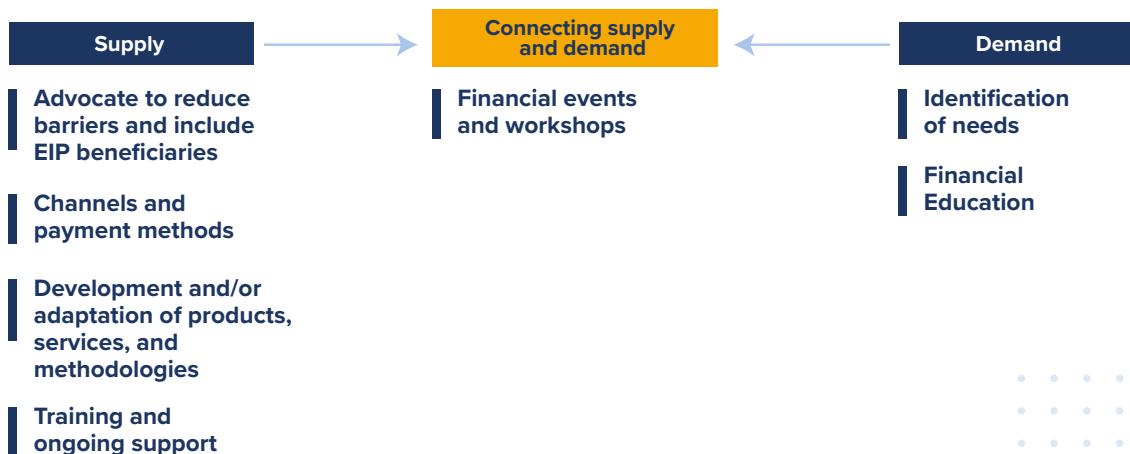 Supply
Connecting supply
and demand
Demand
Advocate to reduce
barriers and include
EIP beneficiaries
Channels and
payment methods
Development and/or
adaptation of products,
services, and
methodologies
Training and
ongoing support
Financial events
and workshops
Identification
of needs
Financial
Education